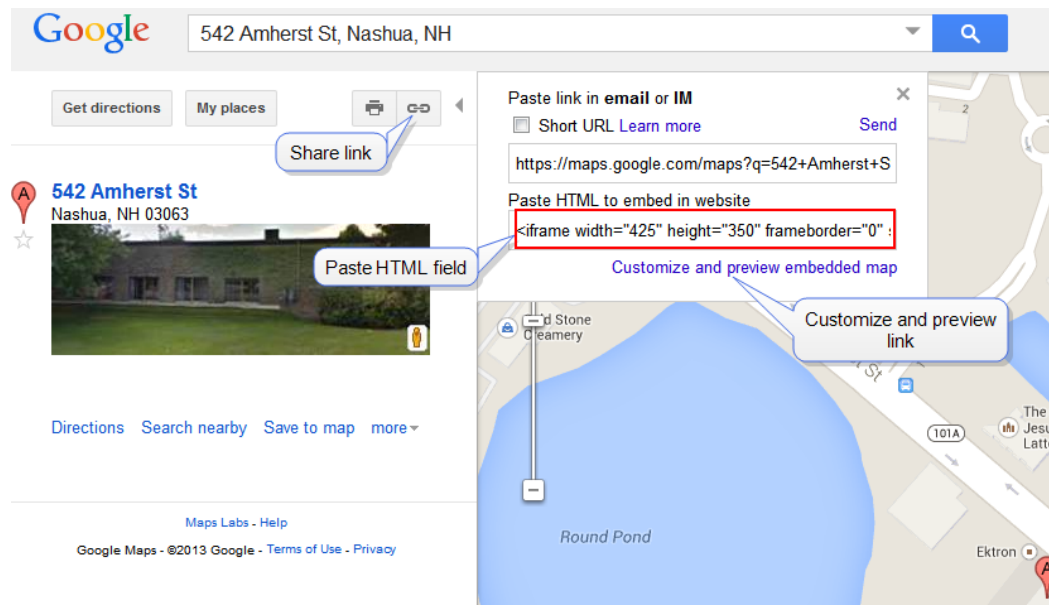 Google
542 Amherst St, Nashua, NH
Get directions
My places
Share link
A
542 Amherst St
Nashua, NH 03063
Directions Search nearby Save to map more
Maps Labs - Help
Google Maps - ©2013 Google - Terms of Use - Privacy
Paste link in email or IM
Short URL Learn more
Send
https://maps.google.com/maps?q=542+Amherst+S
Paste HTML to embed in website
<iframe width="425" height="350" frameborder="0"
Paste HTML field
Customize and preview embedded map
Customize and preview
link
2
Stone
Creamery
St
101A
The
Jesu
Latt
Round Pond
Ektron
A